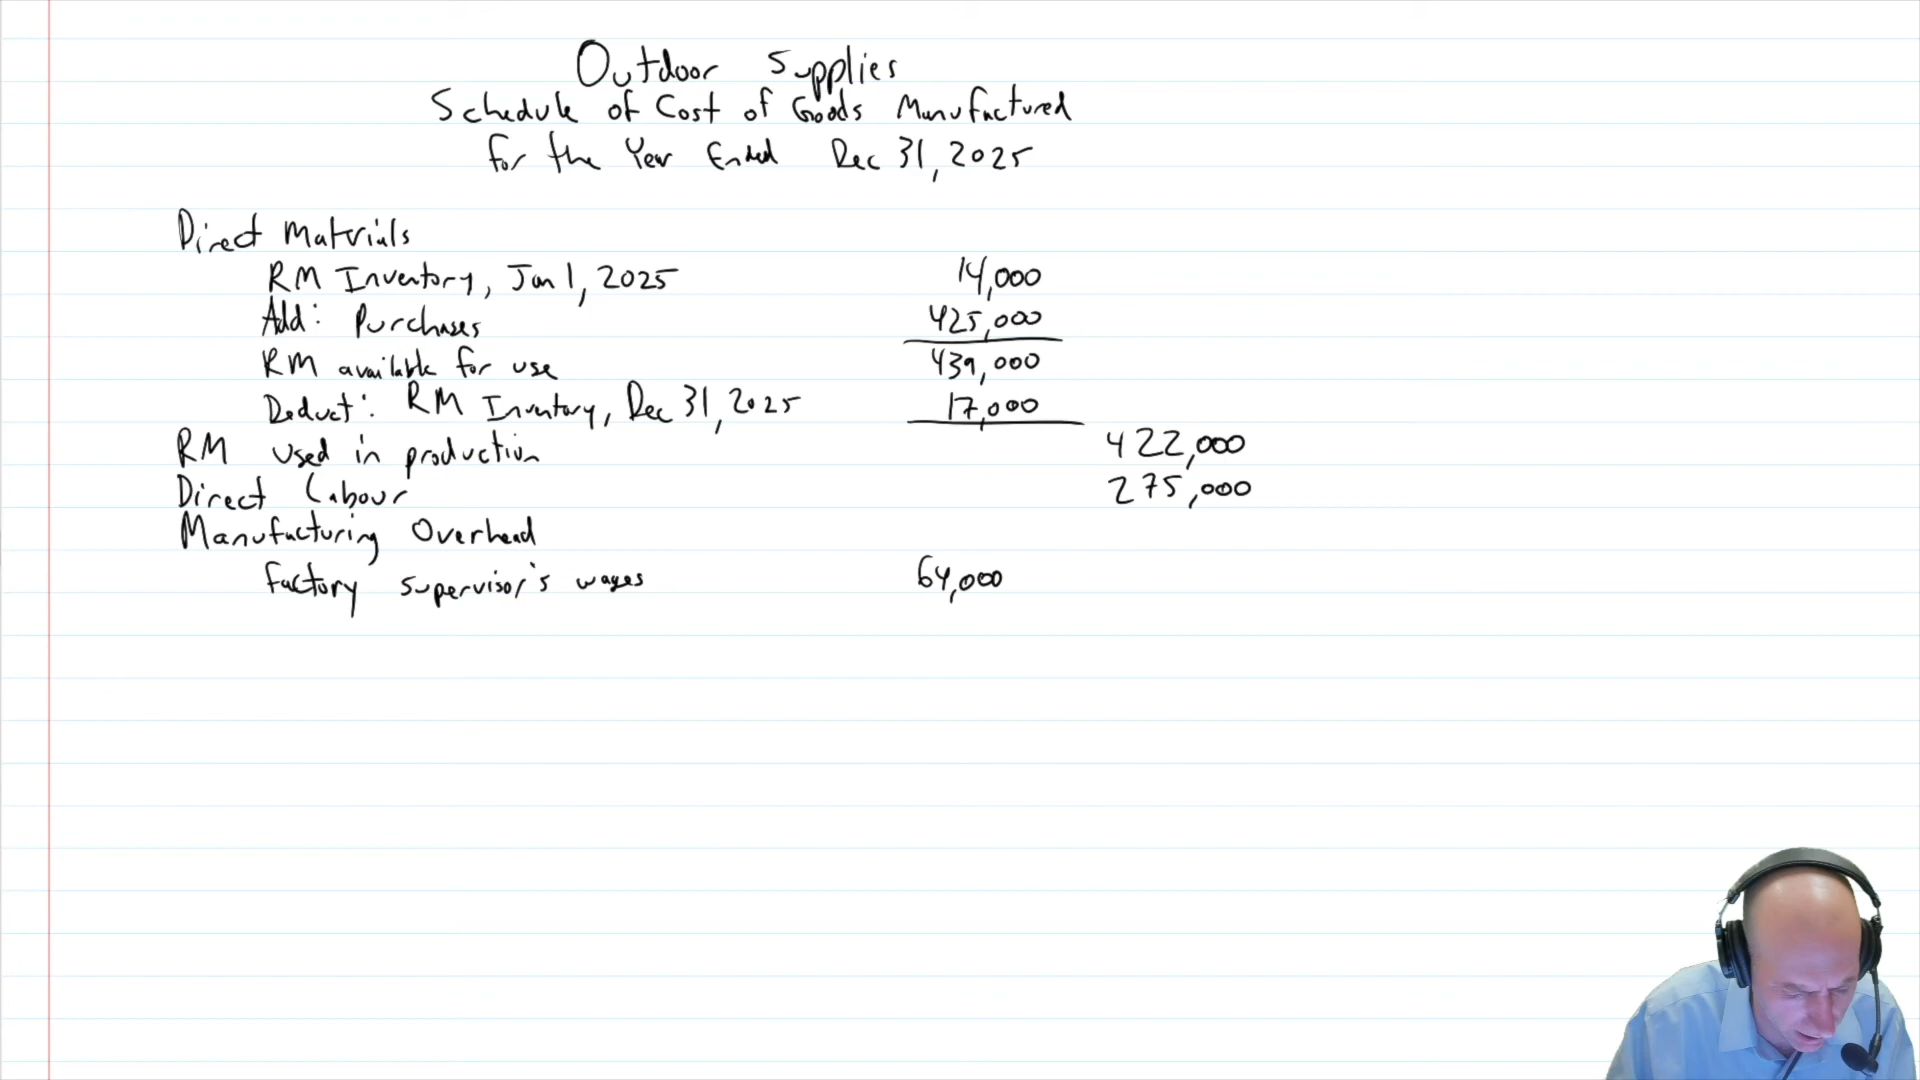 Outdoor Supplies
Schedule of Cost of Goods Manufactured
for the Year Ended Dec 31, 2025
Direct Materials
RM Inventory, Jan 1, 2025 14,000
Add: Purchases 425,000
RM available for use 439,000
Deduct: RM Inventory, Dec 31, 2025 17,000
RM used in production 422,000
Direct Labour 275,000
Manufacturing Overhead
factory supervisor's wages 64,000